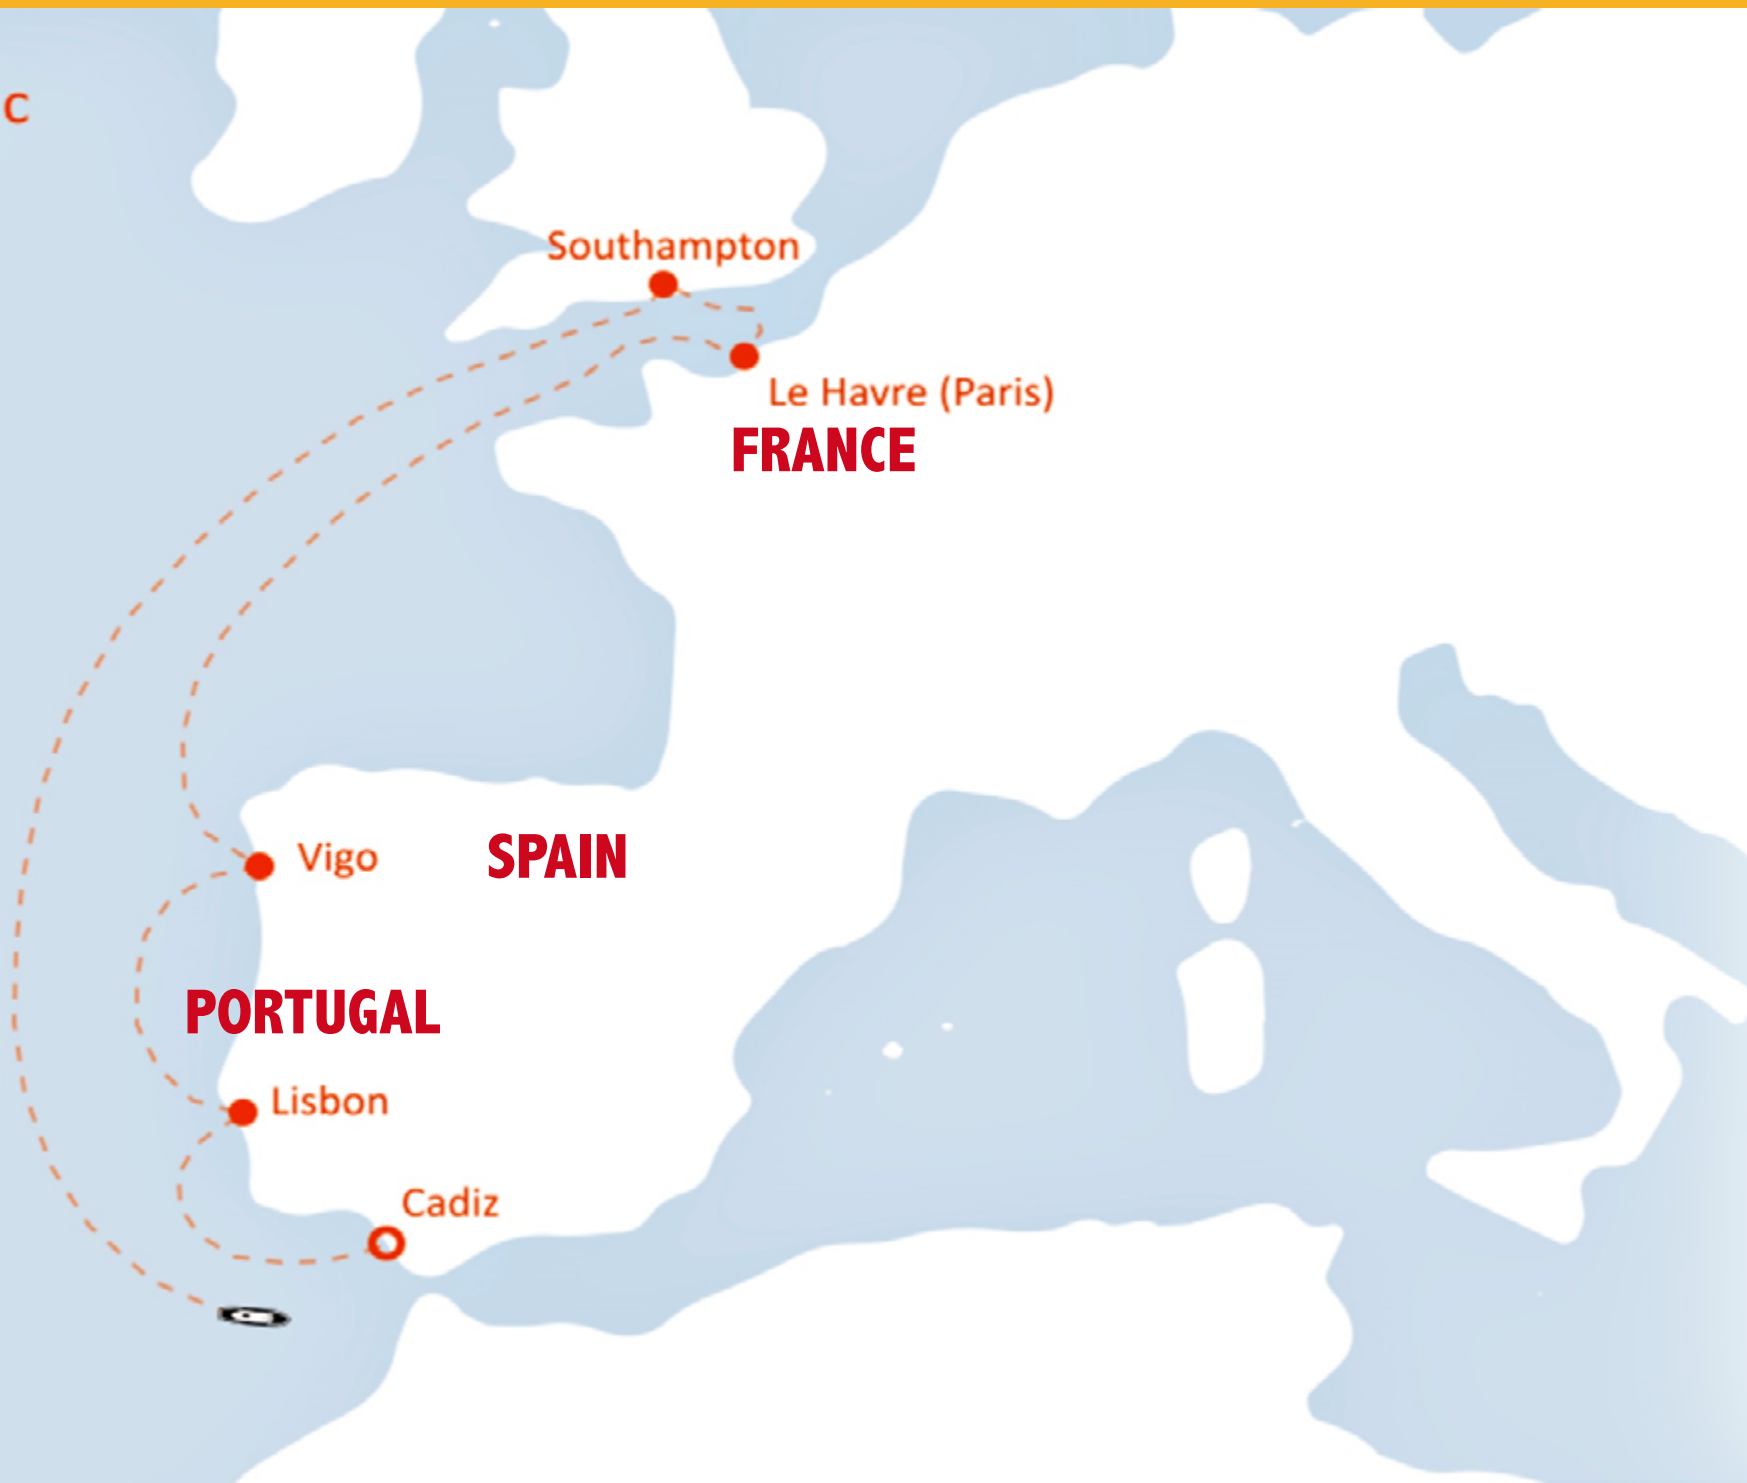 C
Southampton
Le Havre (Paris)
FRANCE
Vigo
SPAIN
PORTUGAL
Lisbon
Cadiz